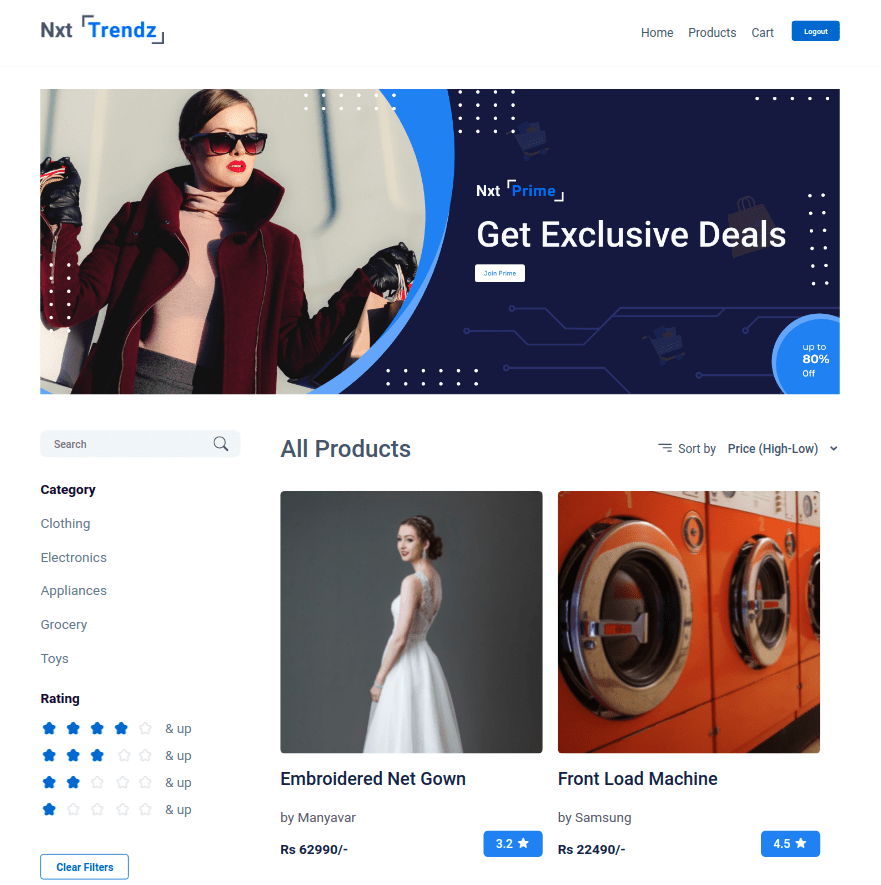 Nxt Trendz
Home Products Cart Logout
Nxt Prime
Get Exclusive Deals
Join Prime
up to
80%
Off
Search
All Products
Sort by Price (High-Low)
Category
Clothing
Electronics
Appliances
Grocery
Toys
Rating
& up
& up
& up
& up
Clear Filters
Embroidered Net Gown
by Manyavar
Rs 62990/-
3.2
Front Load Machine
by Samsung
Rs 22490/-
4.5